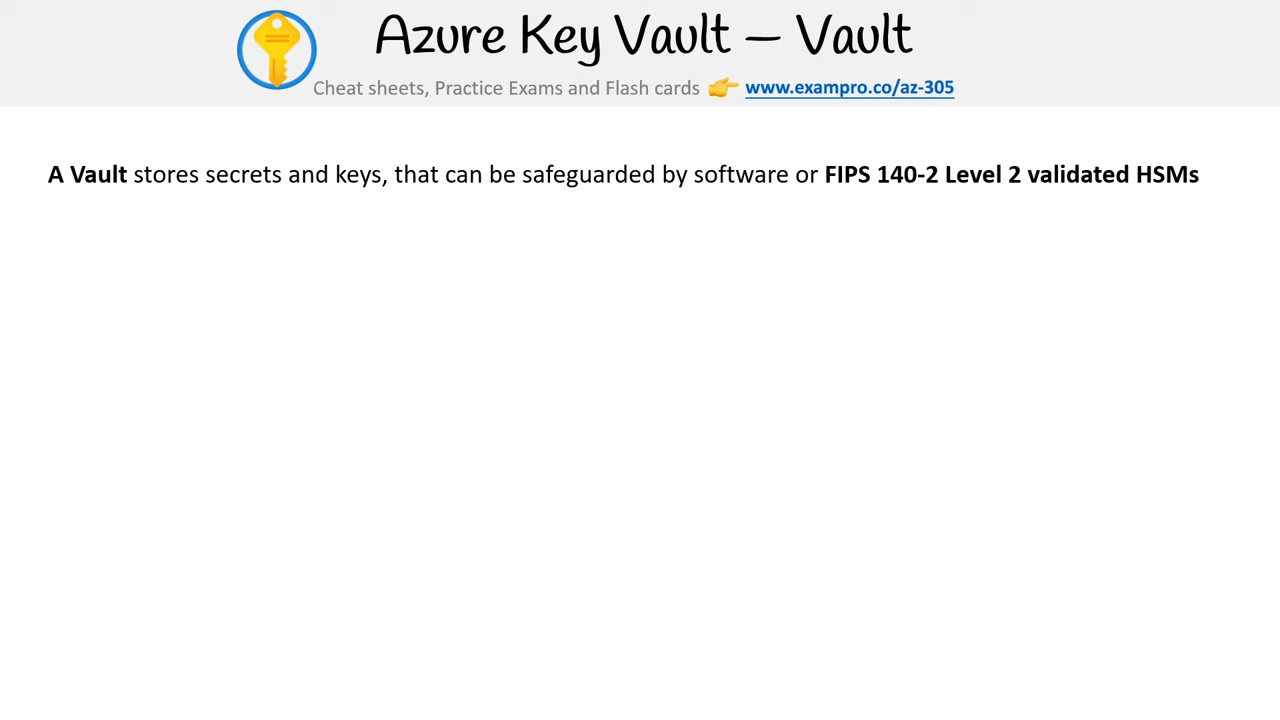 Azure Key Vault – Vault
Cheat sheets, Practice Exams and Flash cards 👉 www.exampro.co/az-305
A Vault stores secrets and keys, that can be safeguarded by software or FIPS 140-2 Level 2 validated HSMs